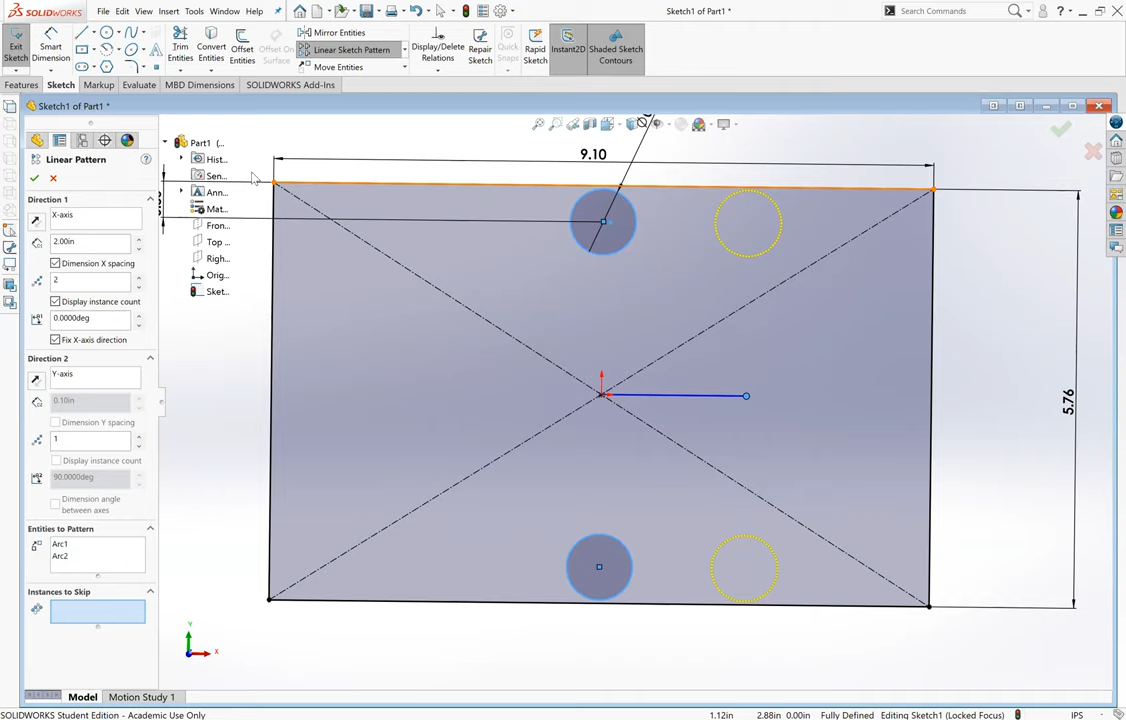 SOLIDWORKS
File Edit View Insert Tools Window Help
Sketch1 of Part1 *
Search Commands
Exit Sketch
Smart Dimension
Trim Entities
Convert Entities
Offset Entities
Offset On Surface
Mirror Entities
Linear Sketch Pattern
Move Entities
Display/Delete Relations
Repair Sketch
Quick Snaps
Rapid Sketch
Instant2D
Shaded Sketch Contours
Features Sketch Markup Evaluate MBD Dimensions SOLIDWORKS Add-Ins
Sketch1 of Part1 *
Linear Pattern
Direction 1
X-axis
2.00in
Dimension X spacing
2
Display instance count
0.0000deg
Fix X-axis direction
Direction 2
Y-axis
0.10in
Dimension Y spacing
1
Display instance count
90.0000deg
Dimension angle between axes
Entities to Pattern
Arc1
Arc2
Instances to Skip
Part1 (...
Hist...
Sen...
Ann...
Mat...
Fron...
Top ...
Righ...
Orig...
Sket...
9.10
5.76
Y
X
Model Motion Study 1
SOLIDWORKS Student Edition - Academic Use Only
1.12in 2.88in 0.00in Fully Defined Editing Sketch1 (Locked Focus) IPS